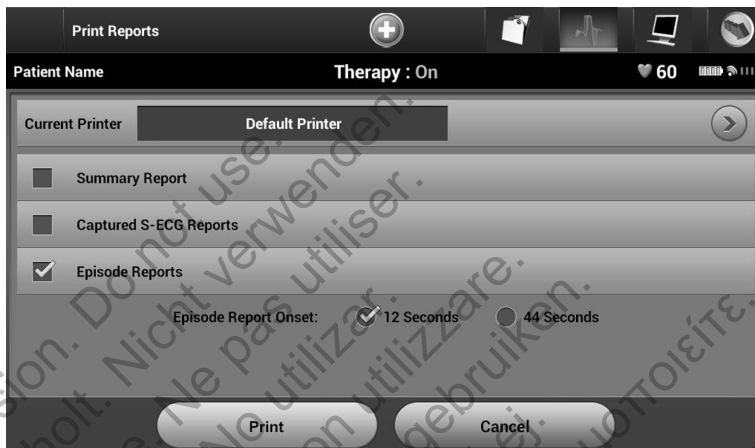 Print Reports
Patient Name
Therapy : On
60
Current Printer
Default Printer
Summary Report
Captured S-ECG Reports
Episode Reports
Episode Report Onset:
12 Seconds
44 Seconds
Print
Cancel
Do not use.
Nicht verwenden.
Ne pas utiliser.
No utilizar.
Non utilizzare.
gebruiken.